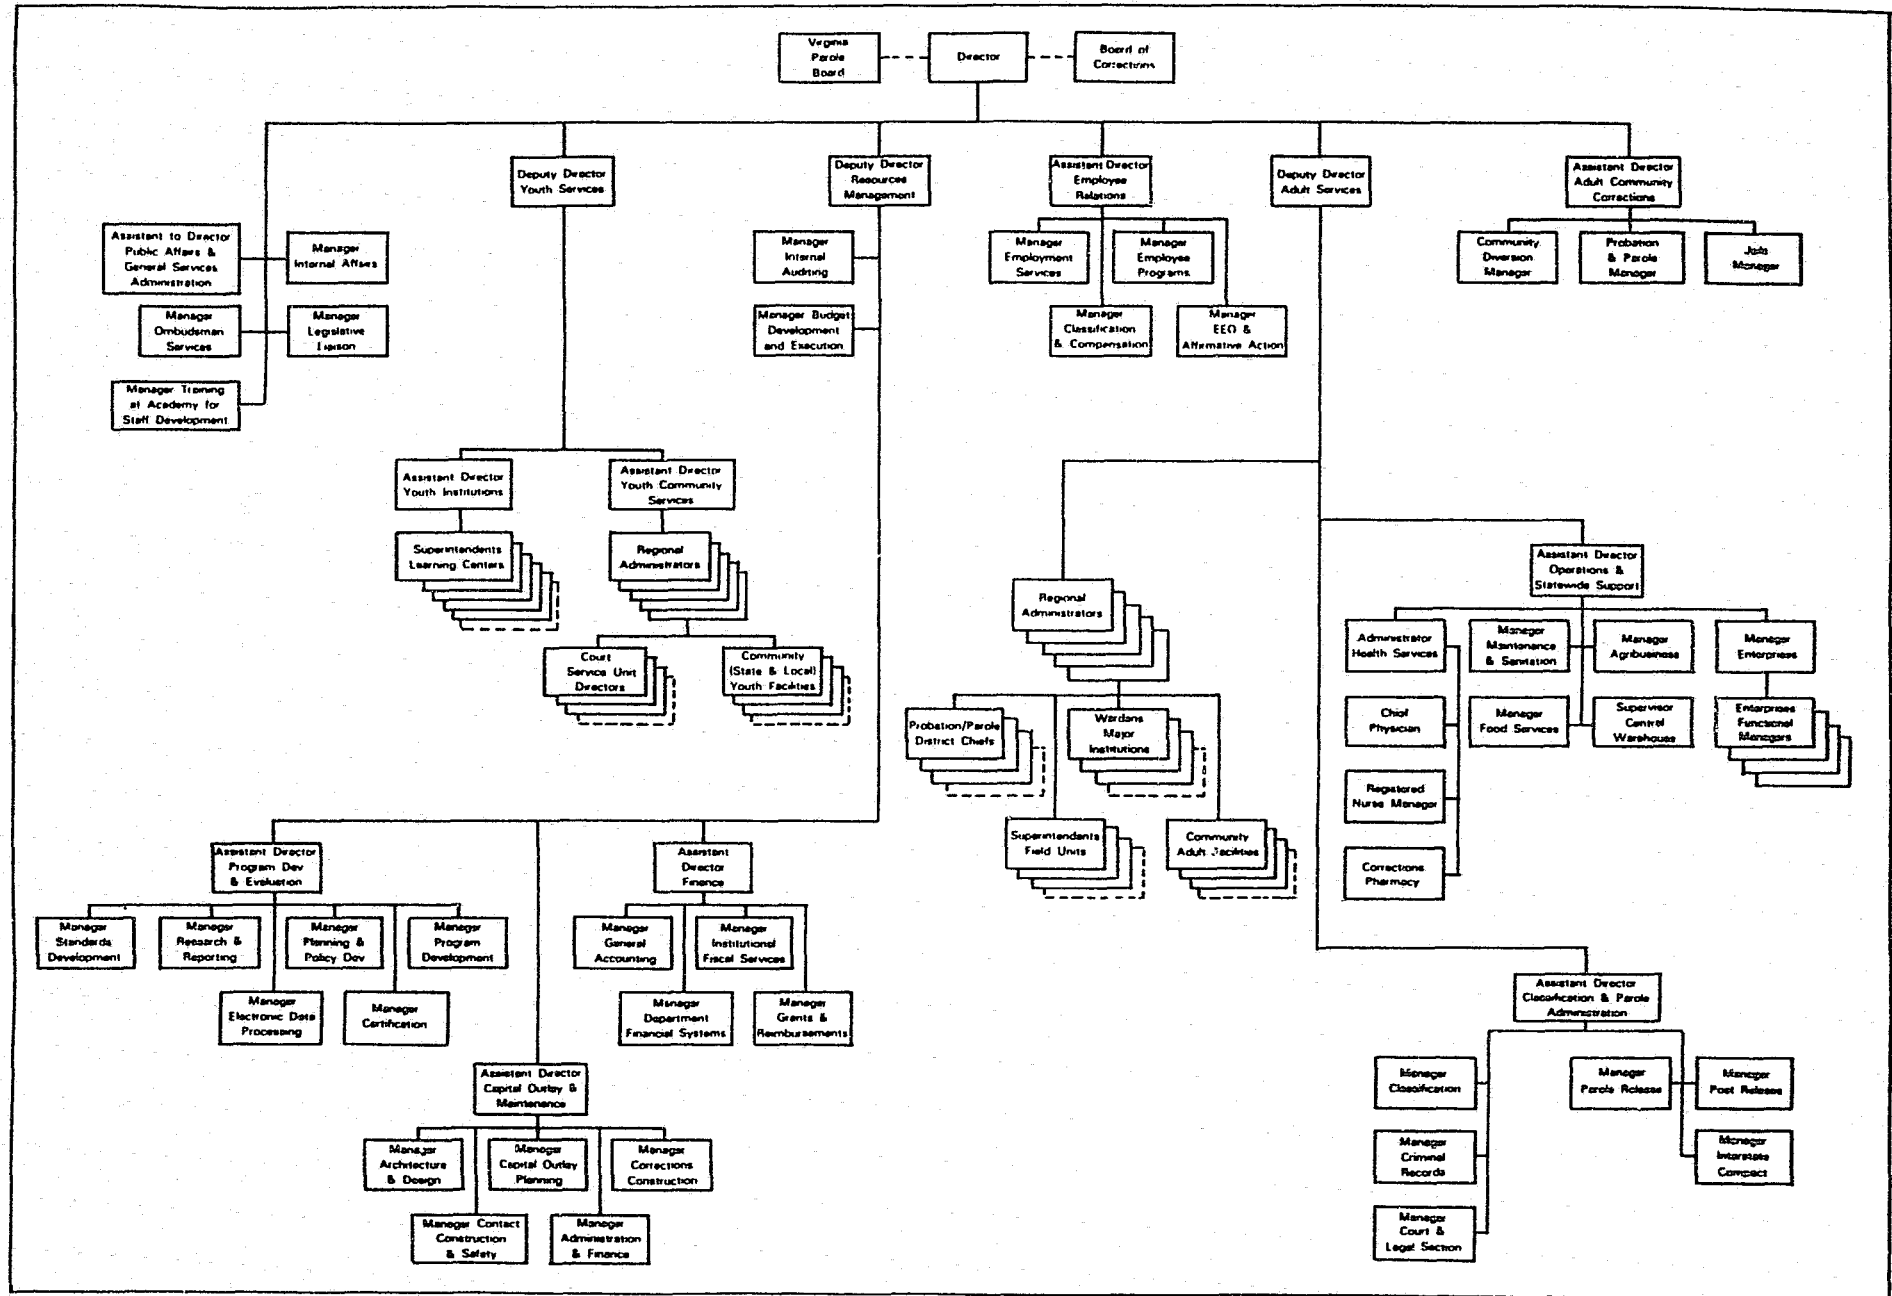 Virginia
Parole
Board
Director
Board of
Corrections
Deputy Director
Youth Services
Deputy Director
Resources
Management
Assistant Director
Employee
Relations
Deputy Director
Adult Services
Assistant Director
Adult Community
Corrections
Assistant to Director
Public Affairs &
General Services
Administration
Manager
Internal Affairs
Manager
Internal
Auditing
Manager
Employment
Services
Manager
Employee
Programs
Community
Diversion
Manager
Probation
& Parole
Manager
Jails
Manager
Manager
Ombudsman
Services
Manager
Legislative
Liaison
Manager Budget
Development
and Execution
Manager
Classification
& Compensation
Manager
EEO &
Affirmative Action
Manager Training
at Academy for
Staff Development
Assistant Director
Youth Institutions
Assistant Director
Youth Community
Services
Superintendents
Learning Centers
Regional
Administrators
Court
Service Unit
Directors
Community
(State & Local)
Youth Facilities
Regional
Administrators
Probation/Parole
District Chiefs
Wardens
Major
Institutions
Superintendents
Field Units
Community
Adult Facilities
Assistant Director
Operations &
Statewide Support
Administrator
Health Services
Manager
Maintenance
& Sanitation
Manager
Agribusiness
Manager
Enterprises
Chief
Physician
Manager
Food Services
Supervisor
Central
Warehouse
Enterprises
Functional
Managers
Registered
Nurse Manager
Corrections
Pharmacy
Assistant Director
Program Dev
& Evaluation
Assistant
Director
Finance
Manager
Standards
Development
Manager
Research &
Reporting
Manager
Planning &
Policy Dev
Manager
Program
Development
Manager
General
Accounting
Manager
Institutional
Fiscal Services
Manager
Electronic Data
Processing
Manager
Certification
Manager
Department
Financial Systems
Manager
Grants &
Reimbursements
Assistant Director
Capital Outlay &
Maintenance
Manager
Architecture
& Design
Manager
Capital Outlay
Planning
Manager
Corrections
Construction
Manager Contact
Construction
& Safety
Manager
Administration
& Finance
Assistant Director
Classification & Parole
Administration
Manager
Classification
Manager
Parole Release
Manager
Post Release
Manager
Criminal
Records
Manager
Interstate
Compact
Manager
Court &
Legal Section